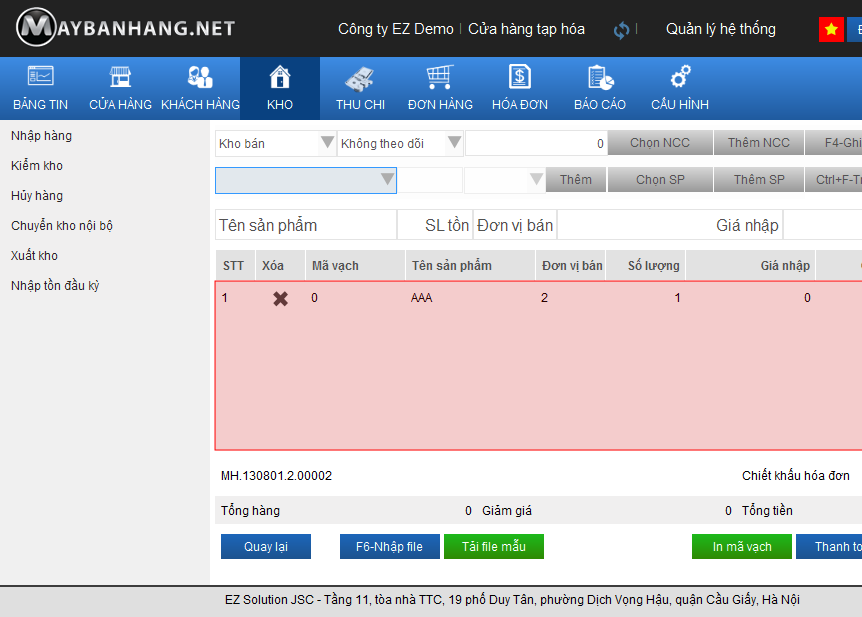 MAYBANHANG.NET Công ty EZ Demo | Cửa hàng tạp hóa | Quản lý hệ thống
BẢNG TIN CỬA HÀNG KHÁCH HÀNG KHO THU CHI ĐƠN HÀNG HÓA ĐƠN BÁO CÁO CẤU HÌNH
Nhập hàng
Kiểm kho
Hủy hàng
Chuyển kho nội bộ
Xuất kho
Nhập tồn đầu kỳ
Kho bán Không theo dõi 0 Chọn NCC Thêm NCC F4-Ghi
Thêm Chọn SP Thêm SP Ctrl+F-T
Tên sản phẩm SL tồn Đơn vị bán Giá nhập
STT Xóa Mã vạch Tên sản phẩm Đơn vị bán Số lượng Giá nhập
1 0 AAA 2 1 0
MH.130801.2.00002 Chiết khấu hóa đơn
Tổng hàng 0 Giảm giá 0 Tổng tiền
Quay lại F6-Nhập file Tải file mẫu In mã vạch Thanh to
EZ Solution JSC - Tầng 11, tòa nhà TTC, 19 phố Duy Tân, phường Dịch Vọng Hậu, quận Cầu Giấy, Hà Nội